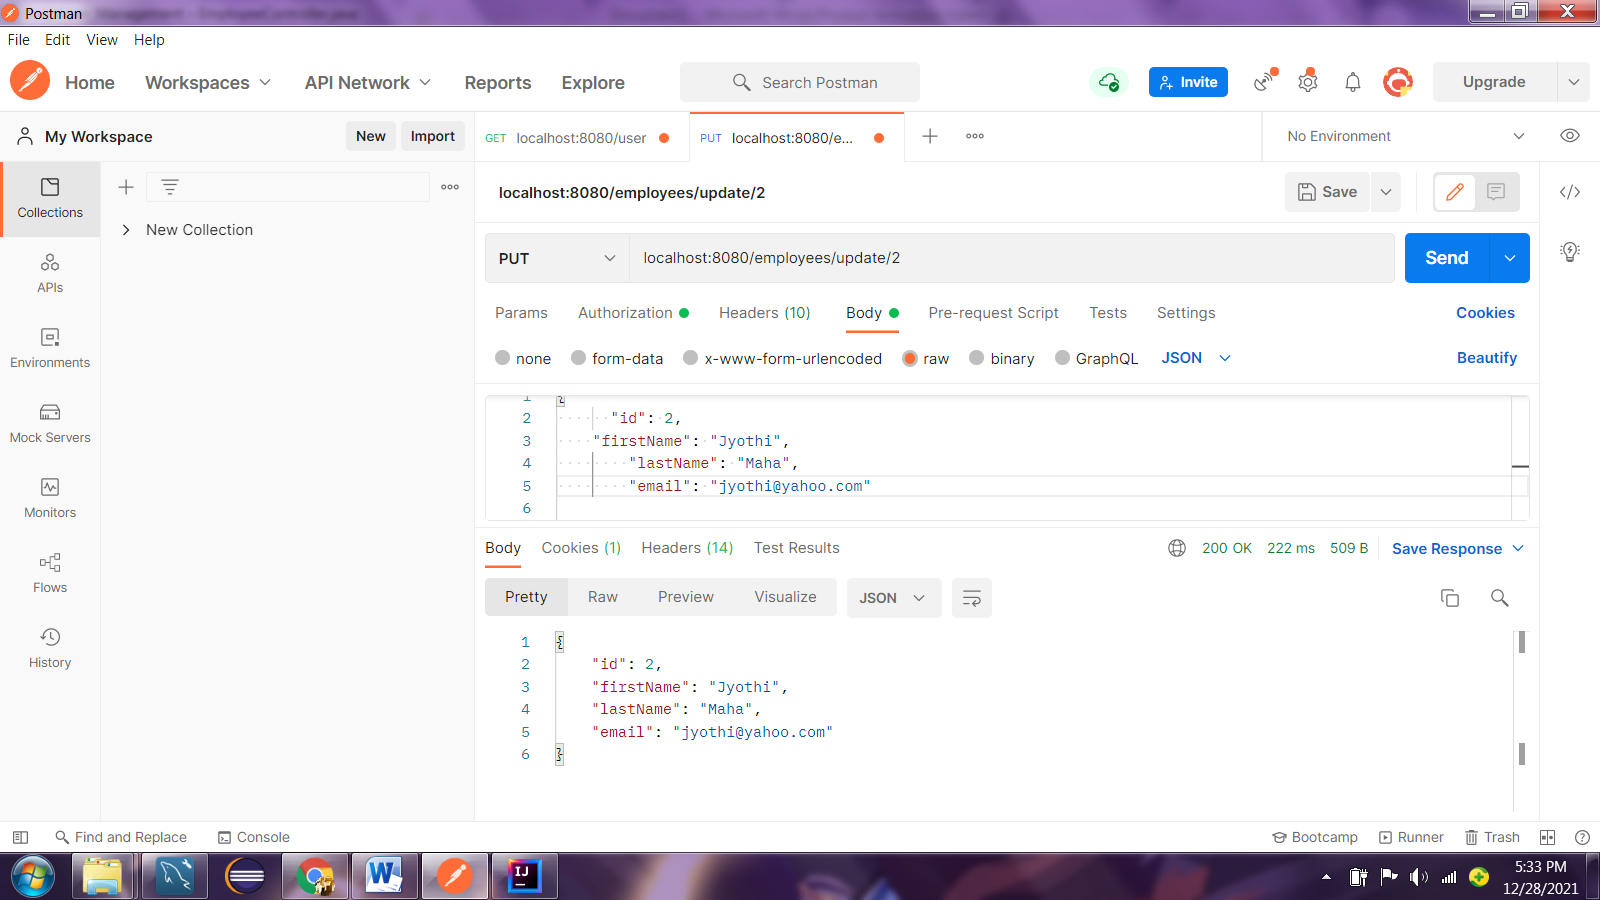 Postman
File Edit View Help
Home Workspaces API Network Reports Explore Search Postman Invite Upgrade
My Workspace New Import GET localhost:8080/user PUT localhost:8080/e... No Environment
localhost:8080/employees/update/2 Save
Collections
New Collection
PUT localhost:8080/employees/update/2 Send
APIs
Params Authorization Headers (10) Body Pre-request Script Tests Settings Cookies
Environments
none form-data x-www-form-urlencoded raw binary GraphQL JSON Beautify
1 {
2 "id": 2,
3 "firstName": "Jyothi",
4 "lastName": "Maha",
5 "email": "jyothi@yahoo.com"
6
Mock Servers
Monitors
Flows
History
Body Cookies (1) Headers (14) Test Results 200 OK 222 ms 509 B Save Response
Pretty Raw Preview Visualize JSON
1 {
2 "id": 2,
3 "firstName": "Jyothi",
4 "lastName": "Maha",
5 "email": "jyothi@yahoo.com"
6 }
Find and Replace Console Bootcamp Runner Trash
IJ
W
5:33 PM
12/28/2021